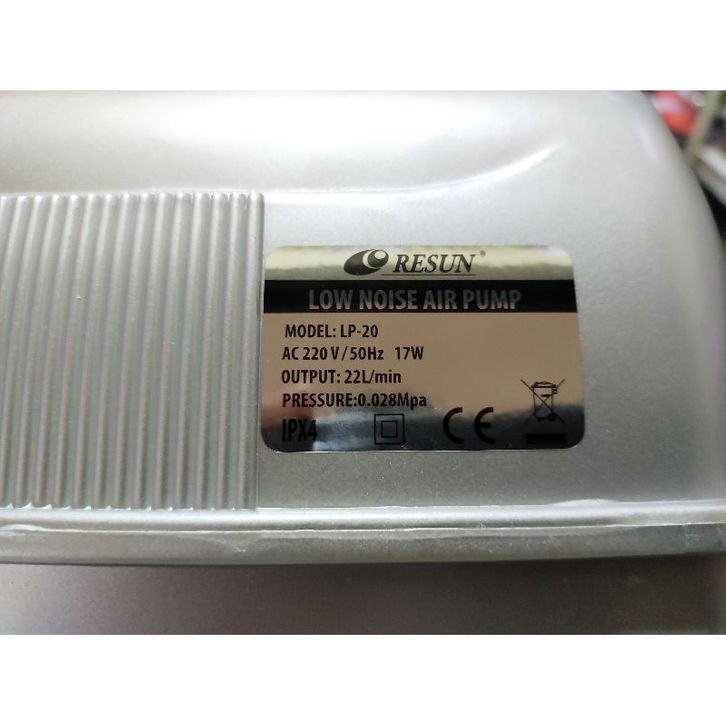 RESUN®
LOW NOISE AIR PUMP
MODEL: LP-20
AC 220 V/50Hz 17W
OUTPUT: 22L/min
PRESSURE:0.028Mpa
IPX4 CE